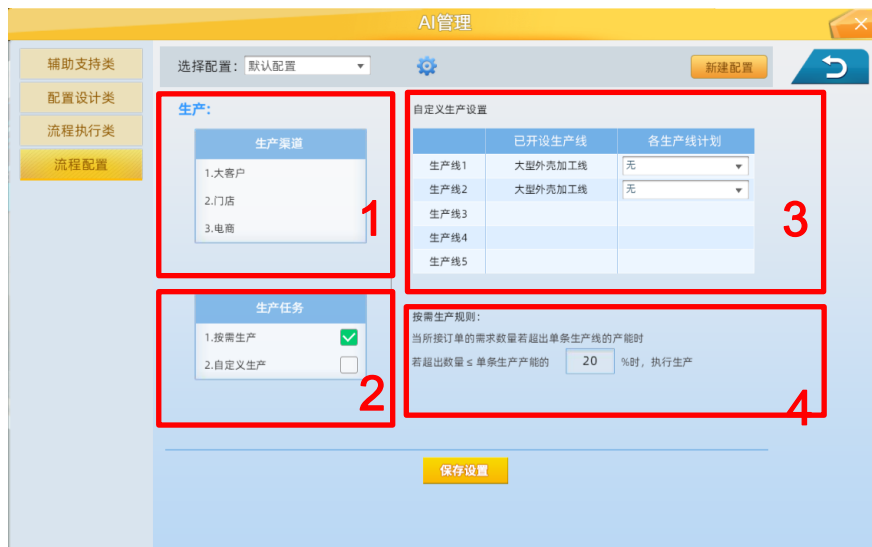 AI管理
辅助支持类
配置设计类
流程执行类
流程配置
选择配置：默认配置
新建配置
生产：
生产渠道
1.大客户
2.门店
3.电商
1
生产任务
1.按需生产
2.自定义生产
2
自定义生产设置
已开设生产线 各生产线计划
生产线1 大型外壳加工线 无
生产线2 大型外壳加工线 无
生产线3
生产线4
生产线5
3
按需生产规则：
当所接订单的需求数量若超出单条生产线的产能时
若超出数量 ≤ 单条生产产能的 20 %时，执行生产
4
保存设置